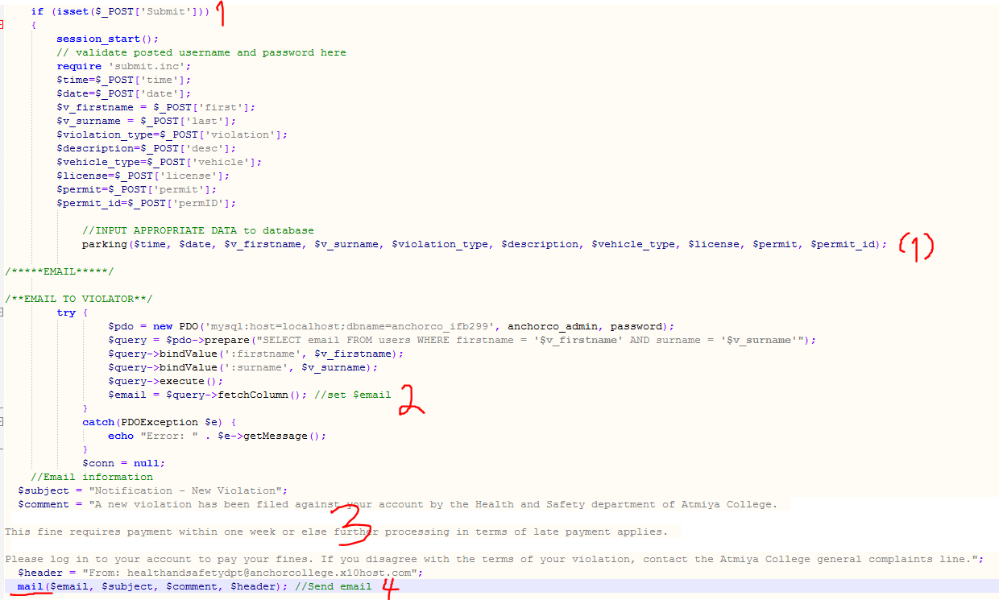 if (isset($_POST['Submit'])) 1
{
session_start();
// validate posted username and password here
require 'submit.inc';
$time=$_POST['time'];
$date=$_POST['date'];
$v_firstname = $_POST['first'];
$v_surname = $_POST['last'];
$violation_type=$_POST['violation'];
$description=$_POST['desc'];
$vehicle_type=$_POST['vehicle'];
$license=$_POST['license'];
$permit=$_POST['permit'];
$permit_id=$_POST['permID'];
//INPUT APPROPRIATE DATA to database
parking($time, $date, $v_firstname, $v_surname, $violation_type, $description, $vehicle_type, $license, $permit, $permit_id); (1)
/*****EMAIL*****/
/**EMAIL TO VIOLATOR**/
try {
$pdo = new PDO('mysql:host=localhost;dbname=anchorco_ifb299', anchorco_admin, password);
$query = $pdo->prepare("SELECT email FROM users WHERE firstname = '$v_firstname' AND surname = '$v_surname'");
$query->bindValue(':firstname', $v_firstname);
$query->bindValue(':surname', $v_surname);
$query->execute();
$email = $query->fetchColumn(); //set $email 2
}
catch(PDOException $e) {
echo "Error: " . $e->getMessage();
}
$conn = null;
//Email information
$subject = "Notification - New Violation";
$comment = "A new violation has been filed against your account by the Health and Safety department of Atmiya College.
3
This fine requires payment within one week or else further processing in terms of late payment applies.
Please log in to your account to pay your fines. If you disagree with the terms of your violation, contact the Atmiya College general complaints line.";
$header = "From: healthandsafetydpt@anchorcollege.x10host.com";
mail($email, $subject, $comment, $header); //Send email 4